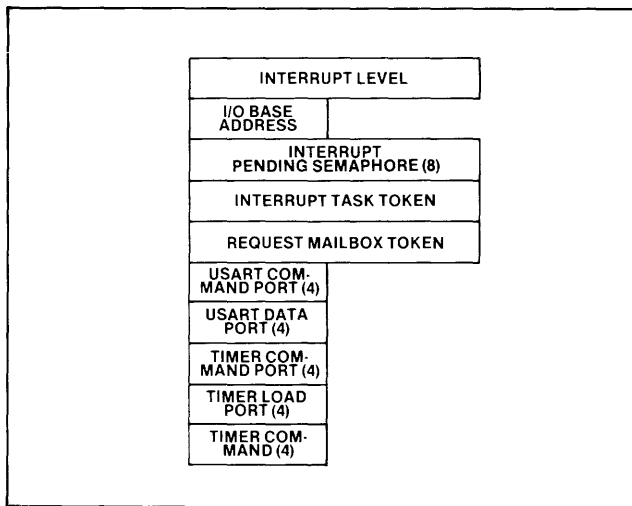 INTERRUPT LEVEL
I/O BASE
ADDRESS
INTERRUPT
PENDING SEMAPHORE (8)
INTERRUPT TASK TOKEN
REQUEST MAILBOX TOKEN
USART COM-
MAND PORT (4)
USART DATA
PORT (4)
TIMER COM-
MAND PORT (4)
TIMER LOAD
PORT (4)
TIMER COM-
MAND (4)